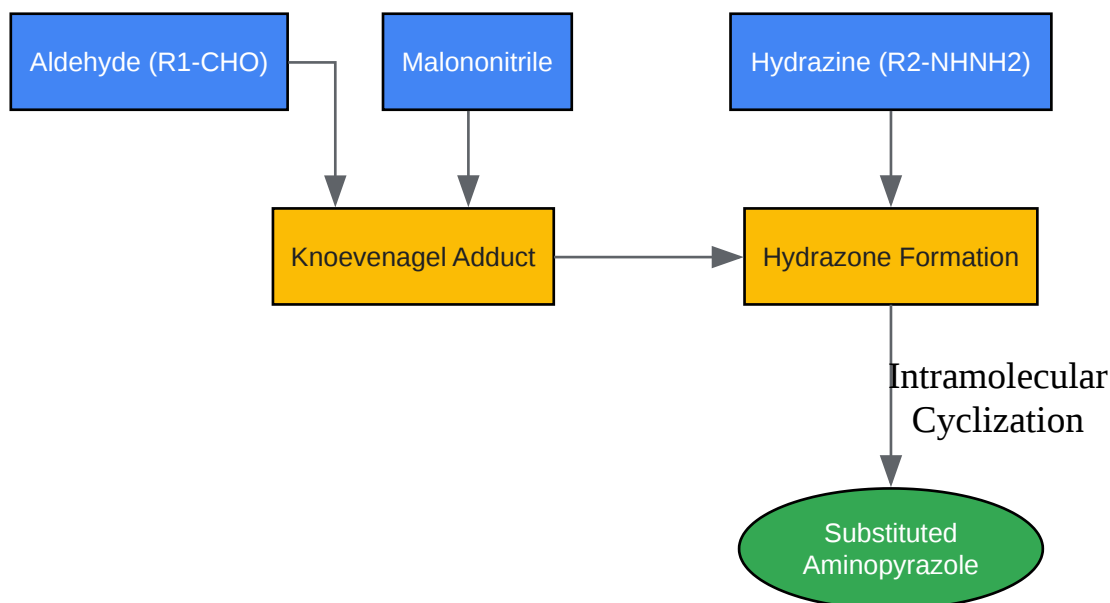 Aldehyde (R1-CHO)
Malononitrile
Hydrazine (R2-NHNH2)
Knoevenagel Adduct
Hydrazone Formation
Intramolecular
Cyclization
Substituted
Aminopyrazole